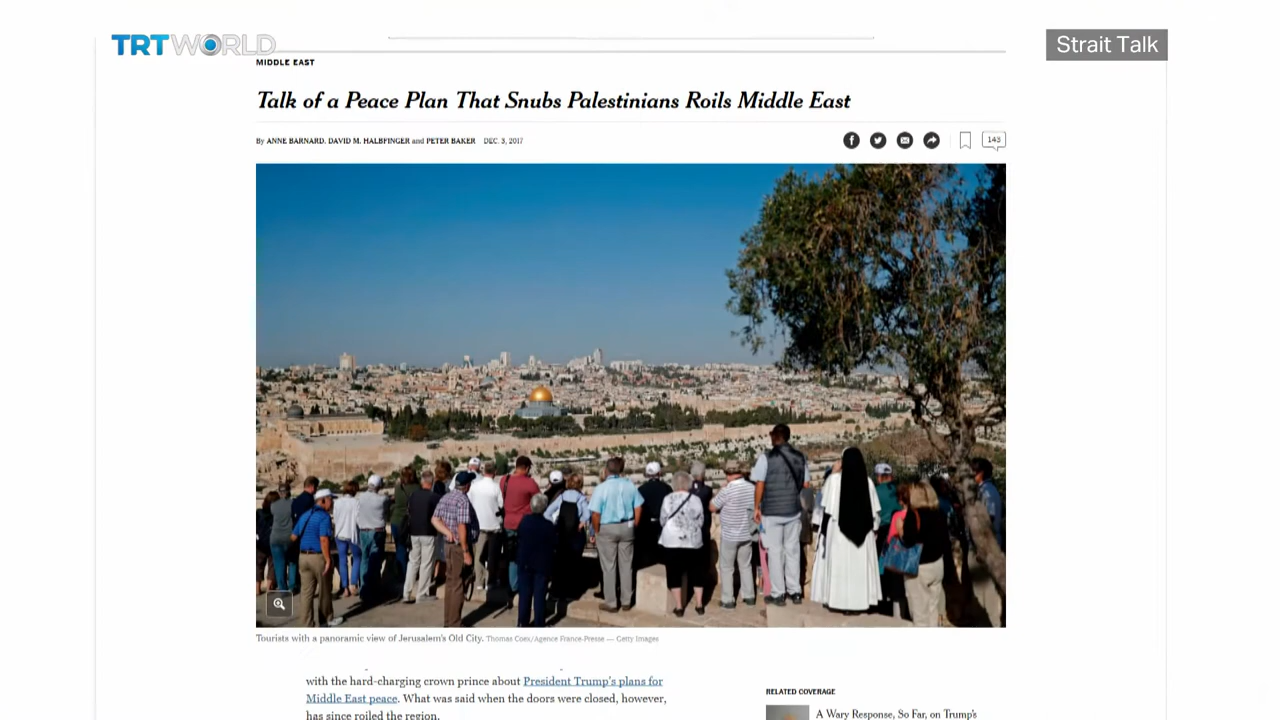 TRT WORLD
Strait Talk
MIDDLE EAST
Talk of a Peace Plan That Snubs Palestinians Roils Middle East
By ANNE BARNARD, DAVID M. HALBFINGER and PETER BAKER DEC. 3, 2017
143
Tourists with a panoramic view of Jerusalem's Old City. Thomas Coex/Agence France-Presse — Getty Images
with the hard-charging crown prince about President Trump's plans for
Middle East peace. What was said when the doors were closed, however,
has since roiled the region.
RELATED COVERAGE
A Wary Response, So Far, on Trump's